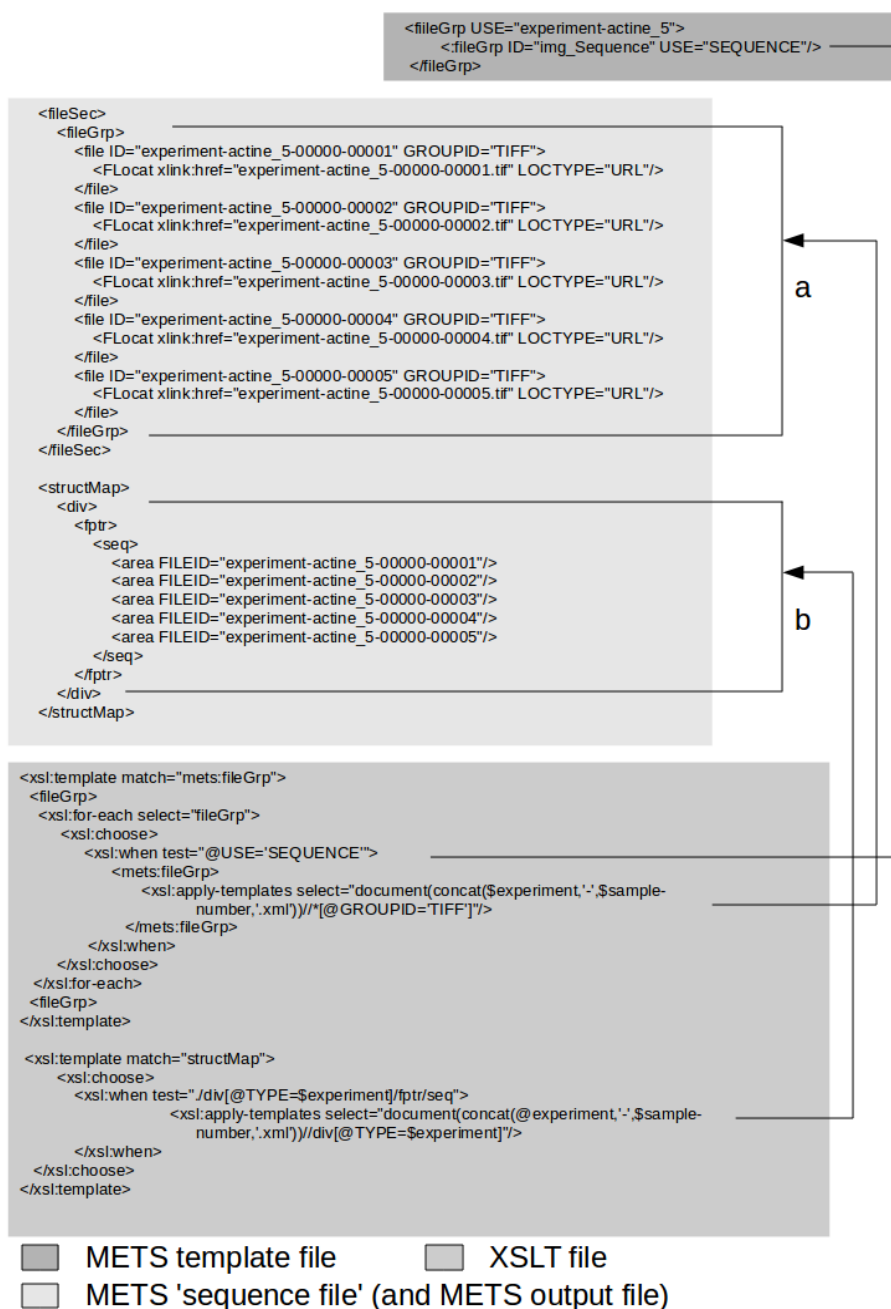 <fiileGrp USE="experiment-actine_5">
<:fileGrp ID="img_Sequence" USE="SEQUENCE"/>
</fileGrp>
<fileSec>
<fileGrp>
<file ID="experiment-actine_5-00000-00001" GROUPID="TIFF">
<FLocat xlink:href="experiment-actine_5-00000-00001.tif" LOCTYPE="URL"/>
</file>
<file ID="experiment-actine_5-00000-00002" GROUPID="TIFF">
<FLocat xlink:href="experiment-actine_5-00000-00002.tif" LOCTYPE="URL"/>
</file>
<file ID="experiment-actine_5-00000-00003" GROUPID="TIFF">
<FLocat xlink:href="experiment-actine_5-00000-00003.tif" LOCTYPE="URL"/>
</file>
<file ID="experiment-actine_5-00000-00004" GROUPID="TIFF">
<FLocat xlink:href="experiment-actine_5-00000-00004.tif" LOCTYPE="URL"/>
</file>
<file ID="experiment-actine_5-00000-00005" GROUPID="TIFF">
<FLocat xlink:href="experiment-actine_5-00000-00005.tif" LOCTYPE="URL"/>
</file>
</fileGrp>
</fileSec>
a
<structMap>
<div>
<fptr>
<seq>
<area FILEID="experiment-actine_5-00000-00001"/>
<area FILEID="experiment-actine_5-00000-00002"/>
<area FILEID="experiment-actine_5-00000-00003"/>
<area FILEID="experiment-actine_5-00000-00004"/>
<area FILEID="experiment-actine_5-00000-00005"/>
</seq>
</fptr>
</div>
</structMap>
b
<xsl:template match="mets:fileGrp">
<fileGrp>
<xsl:for-each select="fileGrp">
<xsl:choose>
<xsl:when test="@USE='SEQUENCE'">
<mets:fileGrp>
<xsl:apply-templates select="document(concat($experiment,'-',$sample-
number,'.xml'))//*[@GROUPID='TIFF']"/>
</mets:fileGrp>
</xsl:when>
</xsl:choose>
</xsl:for-each>
<fileGrp>
</xsl:template>
<xsl:template match="structMap">
<xsl:choose>
<xsl:when test="./div[@TYPE=$experiment]/fptr/seq">
<xsl:apply-templates select="document(concat(@experiment,'-',$sample-
number,'.xml'))//div[@TYPE=$experiment]"/>
</xsl:when>
</xsl:choose>
</xsl:template>
METS template file
XSLT file
METS 'sequence file' (and METS output file)